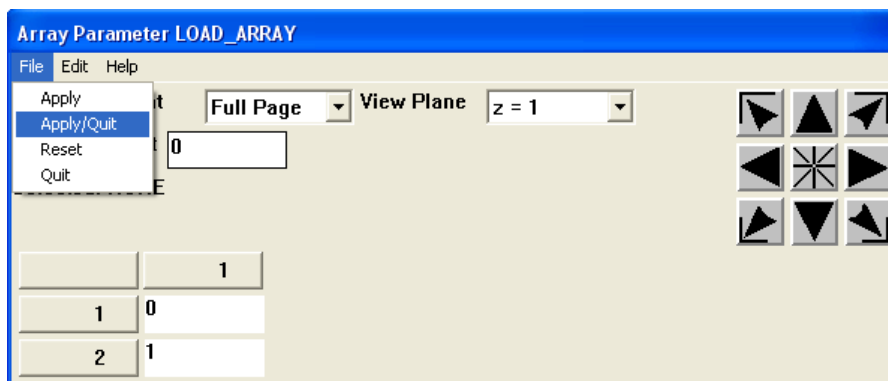 Array Parameter LOAD_ARRAY
File Edit Help
Apply
Full Page View Plane z = 1
Apply/Quit
0
Reset
Quit
1
1 0
2 1